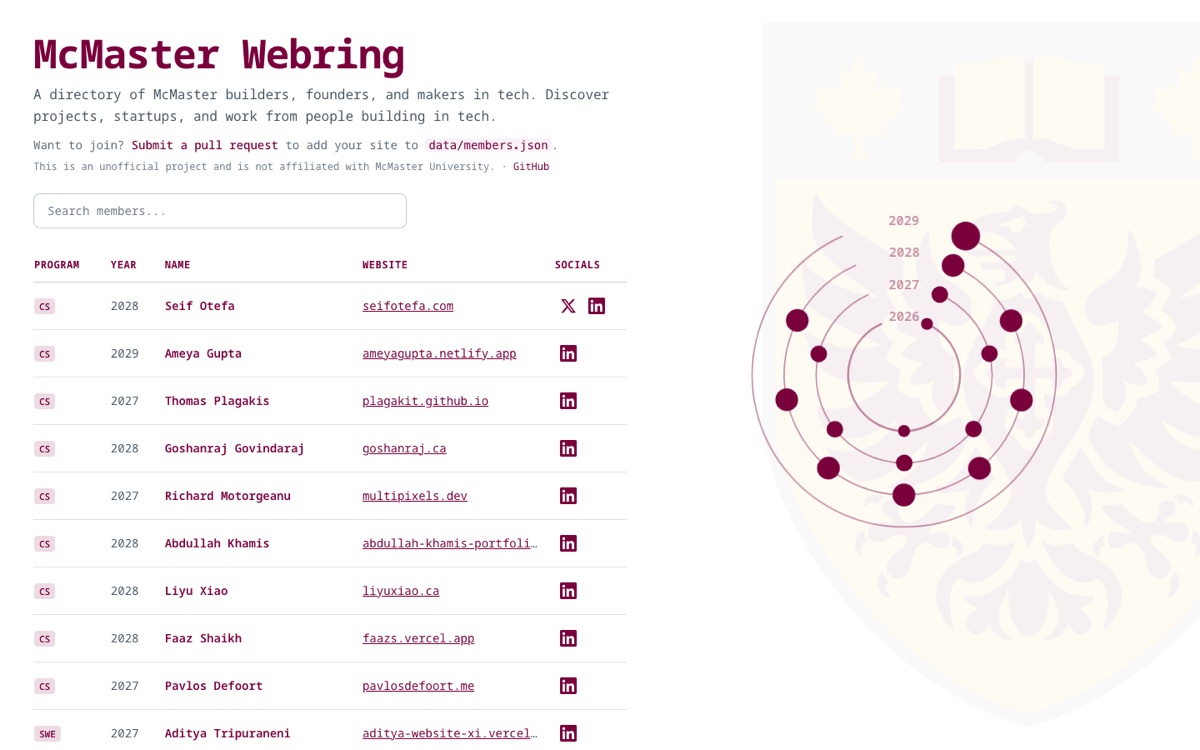 McMaster Webring
A directory of McMaster builders, founders, and makers in tech. Discover
projects, startups, and work from people building in tech.
Want to join? Submit a pull request to add your site to data/members.json.
This is an unofficial project and is not affiliated with McMaster University. · GitHub
Search members...
PROGRAM YEAR NAME WEBSITE SOCIALS
CS 2028 Seif Otefa seifotefa.com
CS 2029 Ameya Gupta ameyagupta.netlify.app
CS 2027 Thomas Plagakis plagakit.github.io
CS 2028 Goshanraj Govindaraj goshanraj.ca
CS 2027 Richard Motorgeanu multipixels.dev
CS 2028 Abdullah Khamis abdullah-khamis-portfoli…
CS 2028 Liyu Xiao liyuxiao.ca
CS 2028 Faaz Shaikh faazs.vercel.app
CS 2027 Pavlos Defoort pavlosdefoort.me
SWE 2027 Aditya Tripuraneni aditya-website-xi.vercel…
2029
2028
2027
2026